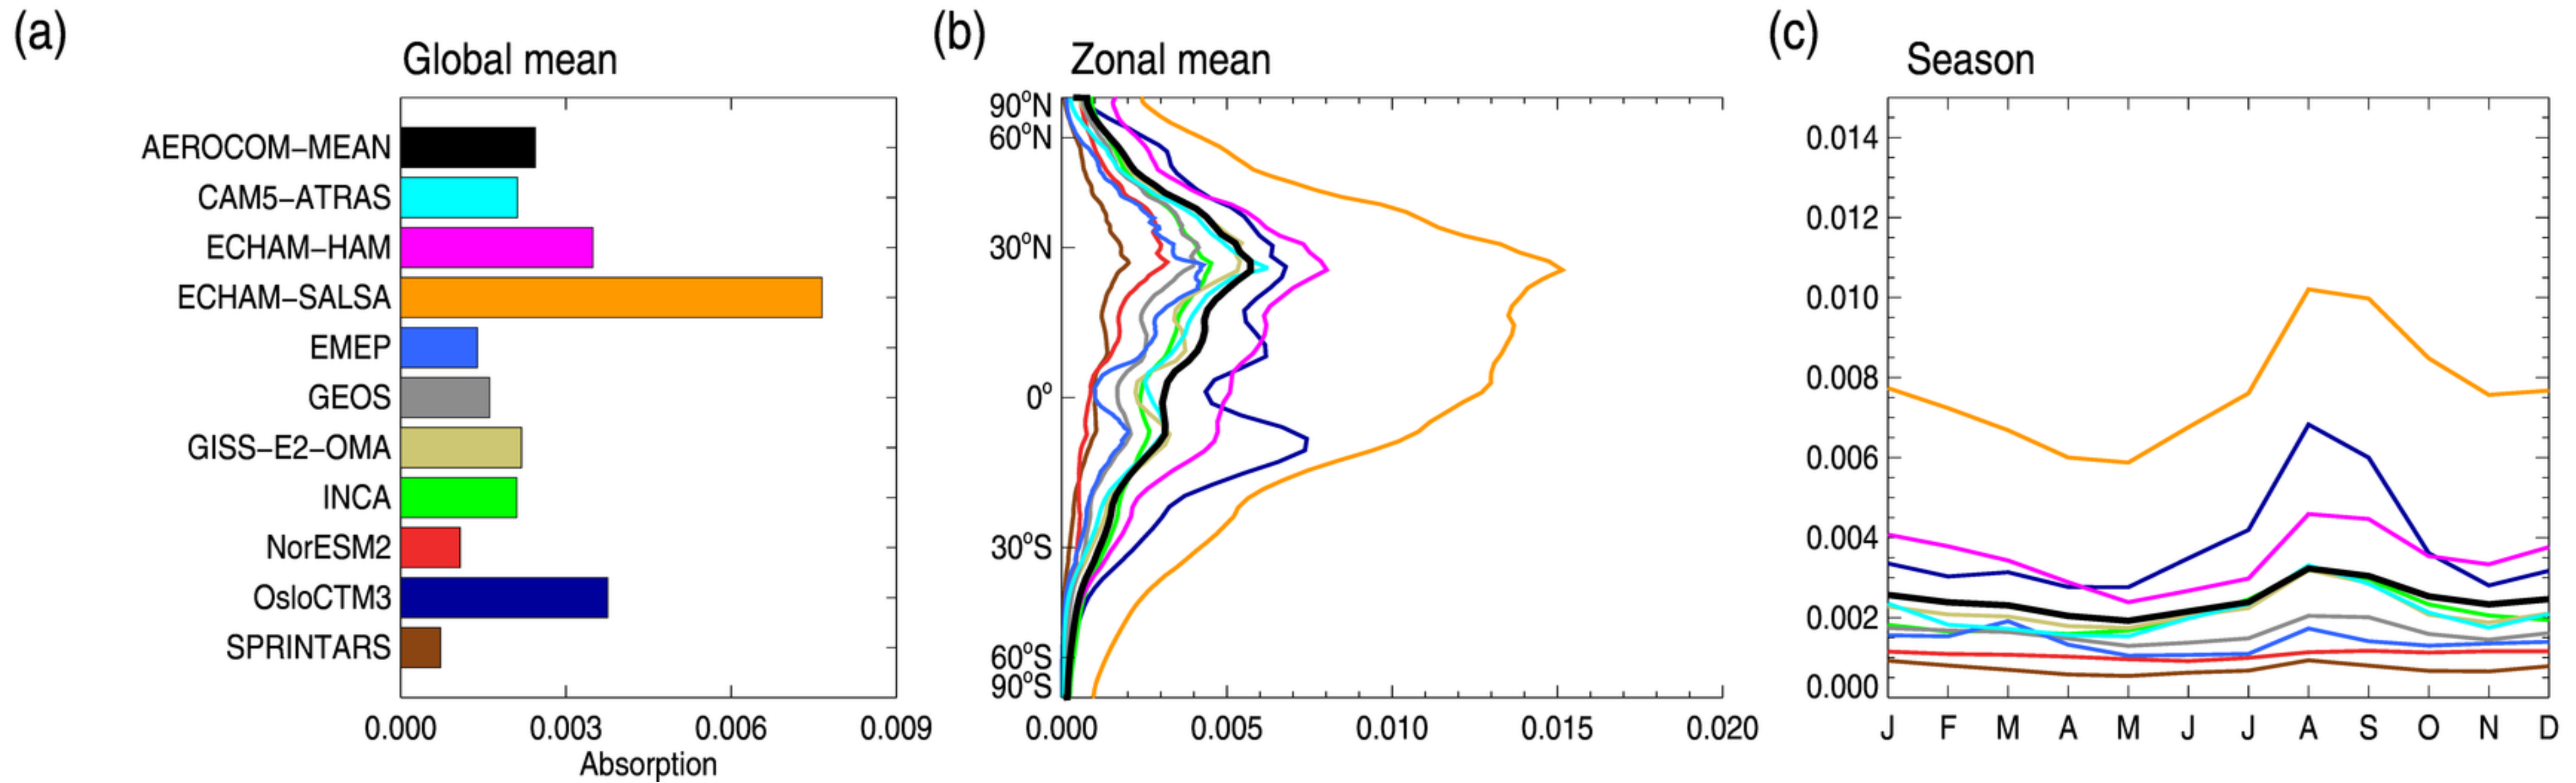 (a)
Global mean
AEROCOM−MEAN
CAM5−ATRAS
ECHAM−HAM
ECHAM−SALSA
EMEP
GEOS
GISS−E2−OMA
INCA
NorESM2
OsloCTM3
SPRINTARS
0.000 0.003 0.006 0.009
Absorption
(b)
Zonal mean
90°N
60°N
30°N
0°
30°S
60°S
90°S
0.000 0.005 0.010 0.015 0.020
(c)
Season
0.014
0.012
0.010
0.008
0.006
0.004
0.002
0.000
J F M A M J J A S O N D